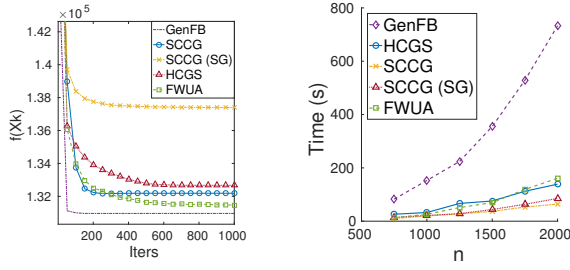 × 10⁵
1.42
1.4
1.38
1.36
1.34
1.32
f(Xk)
200 400 600 800 1000
Iters
GenFB
SCCG
SCCG (SG)
HCGS
FWUA
800
600
400
200
0
Time (s)
500 1000 1500 2000
n
GenFB
HCGS
SCCG
SCCG (SG)
FWUA